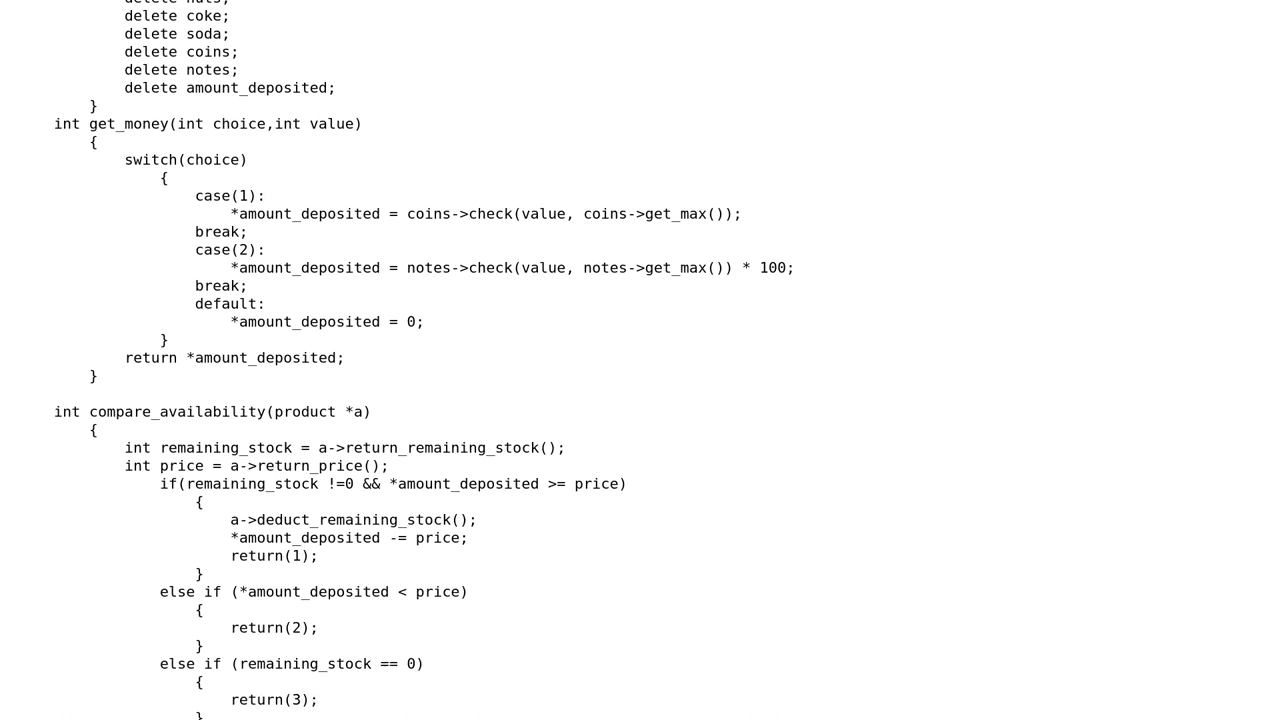 delete nuts;
delete coke;
delete soda;
delete coins;
delete notes;
delete amount_deposited;
}
int get_money(int choice,int value)
{
switch(choice)
{
case(1):
*amount_deposited = coins->check(value, coins->get_max());
break;
case(2):
*amount_deposited = notes->check(value, notes->get_max()) * 100;
break;
default:
*amount_deposited = 0;
}
return *amount_deposited;
}
int compare_availability(product *a)
{
int remaining_stock = a->return_remaining_stock();
int price = a->return_price();
if(remaining_stock !=0 && *amount_deposited >= price)
{
a->deduct_remaining_stock();
*amount_deposited -= price;
return(1);
}
else if (*amount_deposited < price)
{
return(2);
}
else if (remaining_stock == 0)
{
return(3);
}